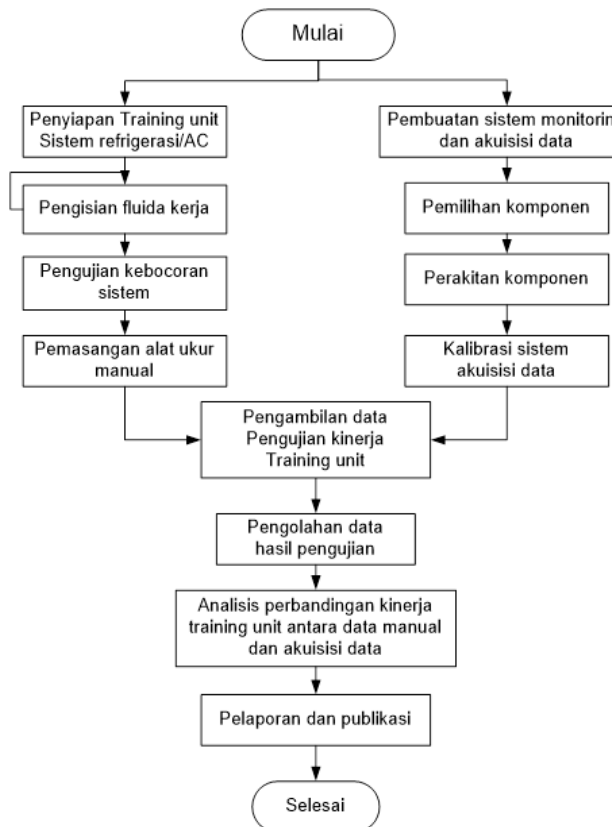 Mulai
Penyiapan Training unit
Sistem refrigerasi/AC
Pengisian fluida kerja
Pengujian kebocoran
sistem
Pemasangan alat ukur
manual
Pembuatan sistem monitorin
dan akuisisi data
Pemilihan komponen
Perakitan komponen
Kalibrasi sistem
akuisisi data
Pengambilan data
Pengujian kinerja
Training unit
Pengolahan data
hasil pengujian
Analisis perbandingan kinerja
training unit antara data manual
dan akuisisi data
Pelaporan dan publikasi
Selesai